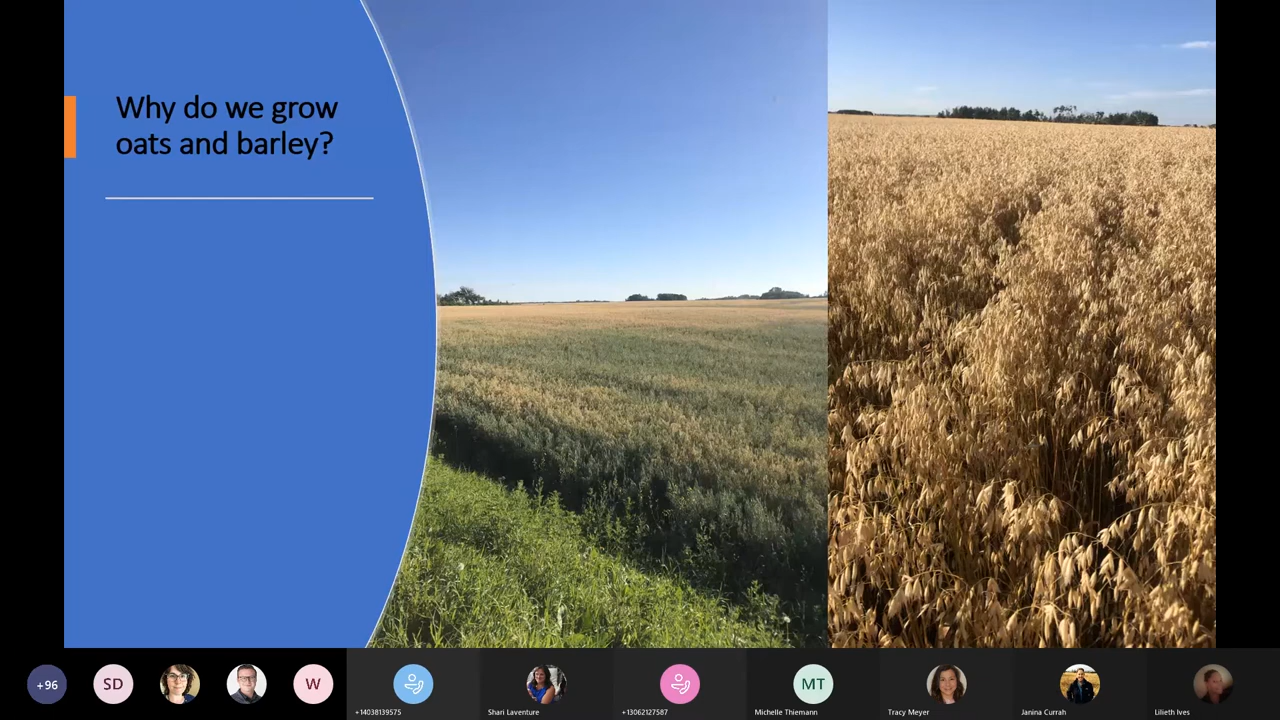 Why do we grow
oats and barley?
+96
SD
W
+14038139575
Shari Laventure
+13062127587
MT
Michelle Thiemann
Tracy Meyer
Janina Currah
Lilieth Ives